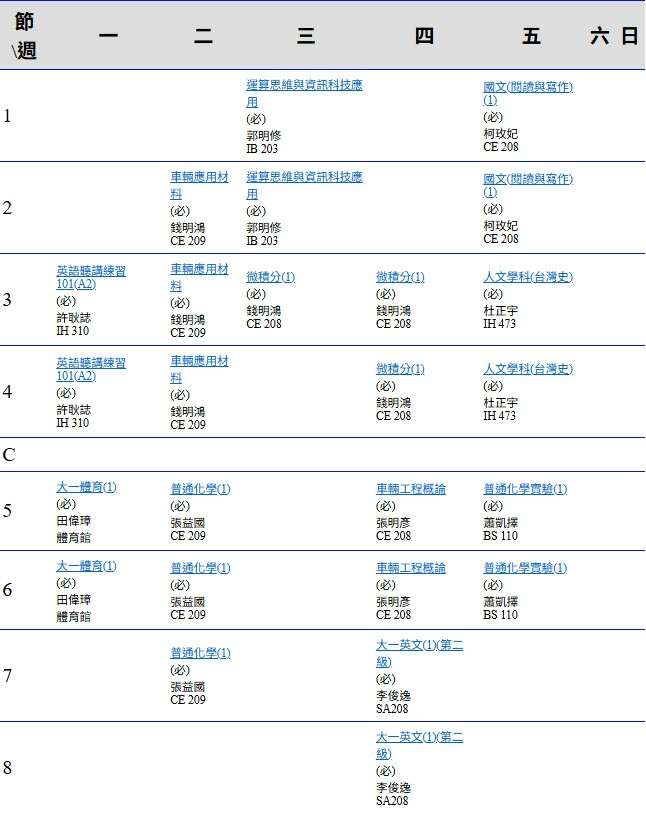 節
\週
一
二
三
四
五
六
日
1
運算思維與資訊科技應
用
(必)
郭明修
IB 203
國文(閱讀與寫作)
(1)
(必)
柯玫妃
CE 208
2
車輛應用材
料
(必)
錢明鴻
CE 209
運算思維與資訊科技應
用
(必)
郭明修
IB 203
國文(閱讀與寫作)
(1)
(必)
柯玫妃
CE 208
3
英語聽講練習
101(A2)
(必)
許耿誌
IH 310
車輛應用材
料
(必)
錢明鴻
CE 209
微積分(1)
(必)
錢明鴻
CE 208
微積分(1)
(必)
錢明鴻
CE 208
人文學科(台灣史)
(必)
杜正宇
IH 473
4
英語聽講練習
101(A2)
(必)
許耿誌
IH 310
車輛應用材
料
(必)
錢明鴻
CE 209
微積分(1)
(必)
錢明鴻
CE 208
人文學科(台灣史)
(必)
杜正宇
IH 473
C
5
大一體育(1)
(必)
田偉璋
體育館
普通化學(1)
(必)
張益國
CE 209
車輛工程概論
(必)
張明彥
CE 208
普通化學實驗(1)
(必)
蕭凱擇
BS 110
6
大一體育(1)
(必)
田偉璋
體育館
普通化學(1)
(必)
張益國
CE 209
車輛工程概論
(必)
張明彥
CE 208
普通化學實驗(1)
(必)
蕭凱擇
BS 110
7
普通化學(1)
(必)
張益國
CE 209
大一英文(1)(第二
級)
(必)
李俊逸
SA208
8
大一英文(1)(第二
級)
(必)
李俊逸
SA208